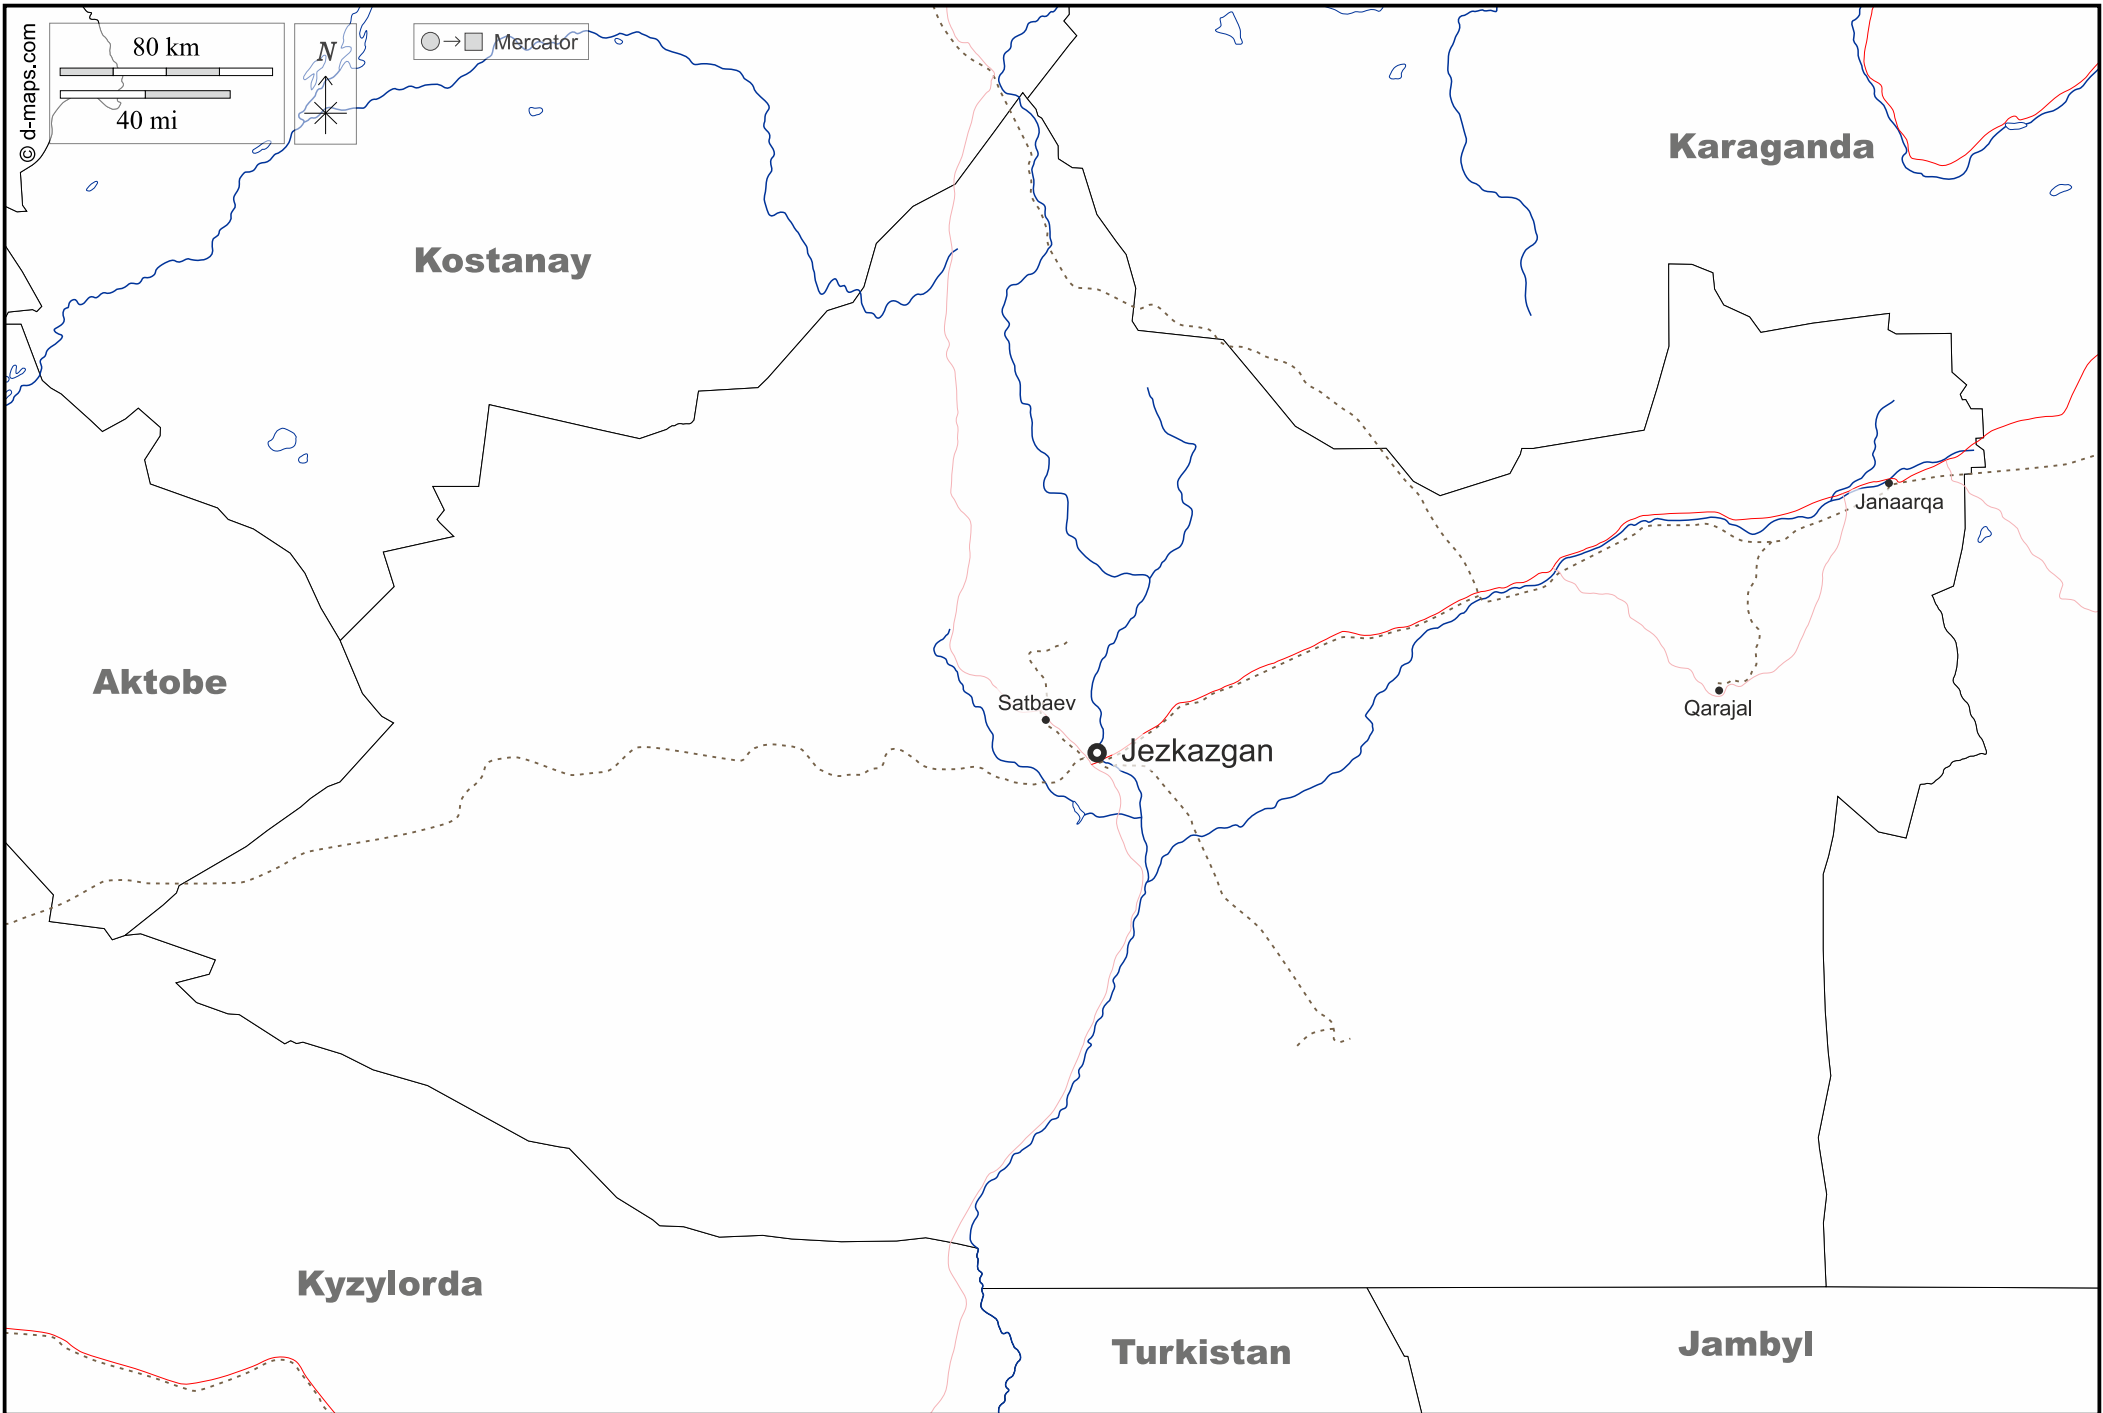 © d-maps.com
80 km
40 mi
N
Mercator
Karaganda
Kostanay
Janaarqa
Aktobe
Satbaev
Qarajal
Jezkazgan
Kyzylorda
Turkistan
Jambyl